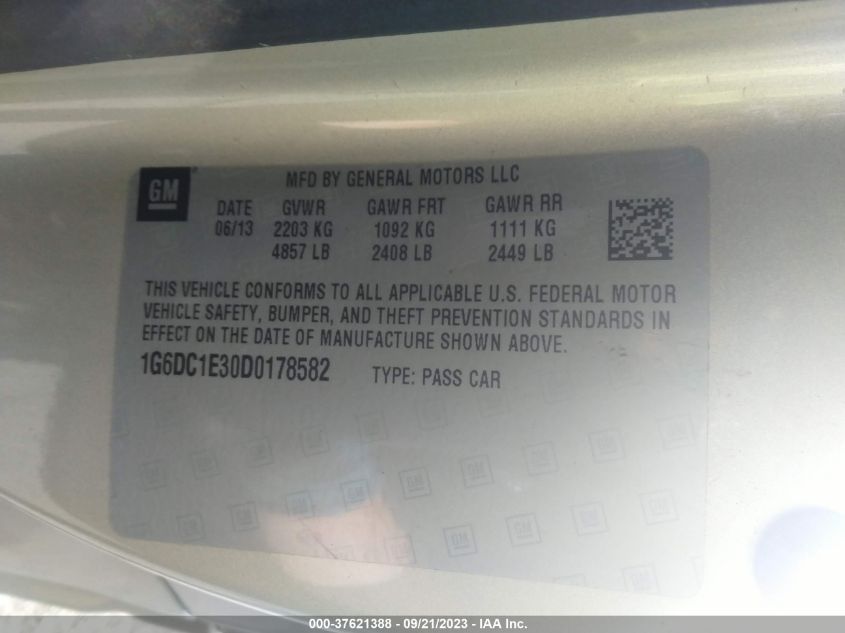 GM
MFD BY GENERAL MOTORS LLC
DATE GVWR GAWR FRT GAWR RR
06/13 2203 KG 1092 KG 1111 KG
4857 LB 2408 LB 2449 LB
THIS VEHICLE CONFORMS TO ALL APPLICABLE U.S. FEDERAL MOTOR
VEHICLE SAFETY, BUMPER, AND THEFT PREVENTION STANDARDS IN
EFFECT ON THE DATE OF MANUFACTURE SHOWN ABOVE.
1G6DC1E30D0178582 TYPE: PASS CAR
000-37621388 - 09/21/2023 - IAA Inc.